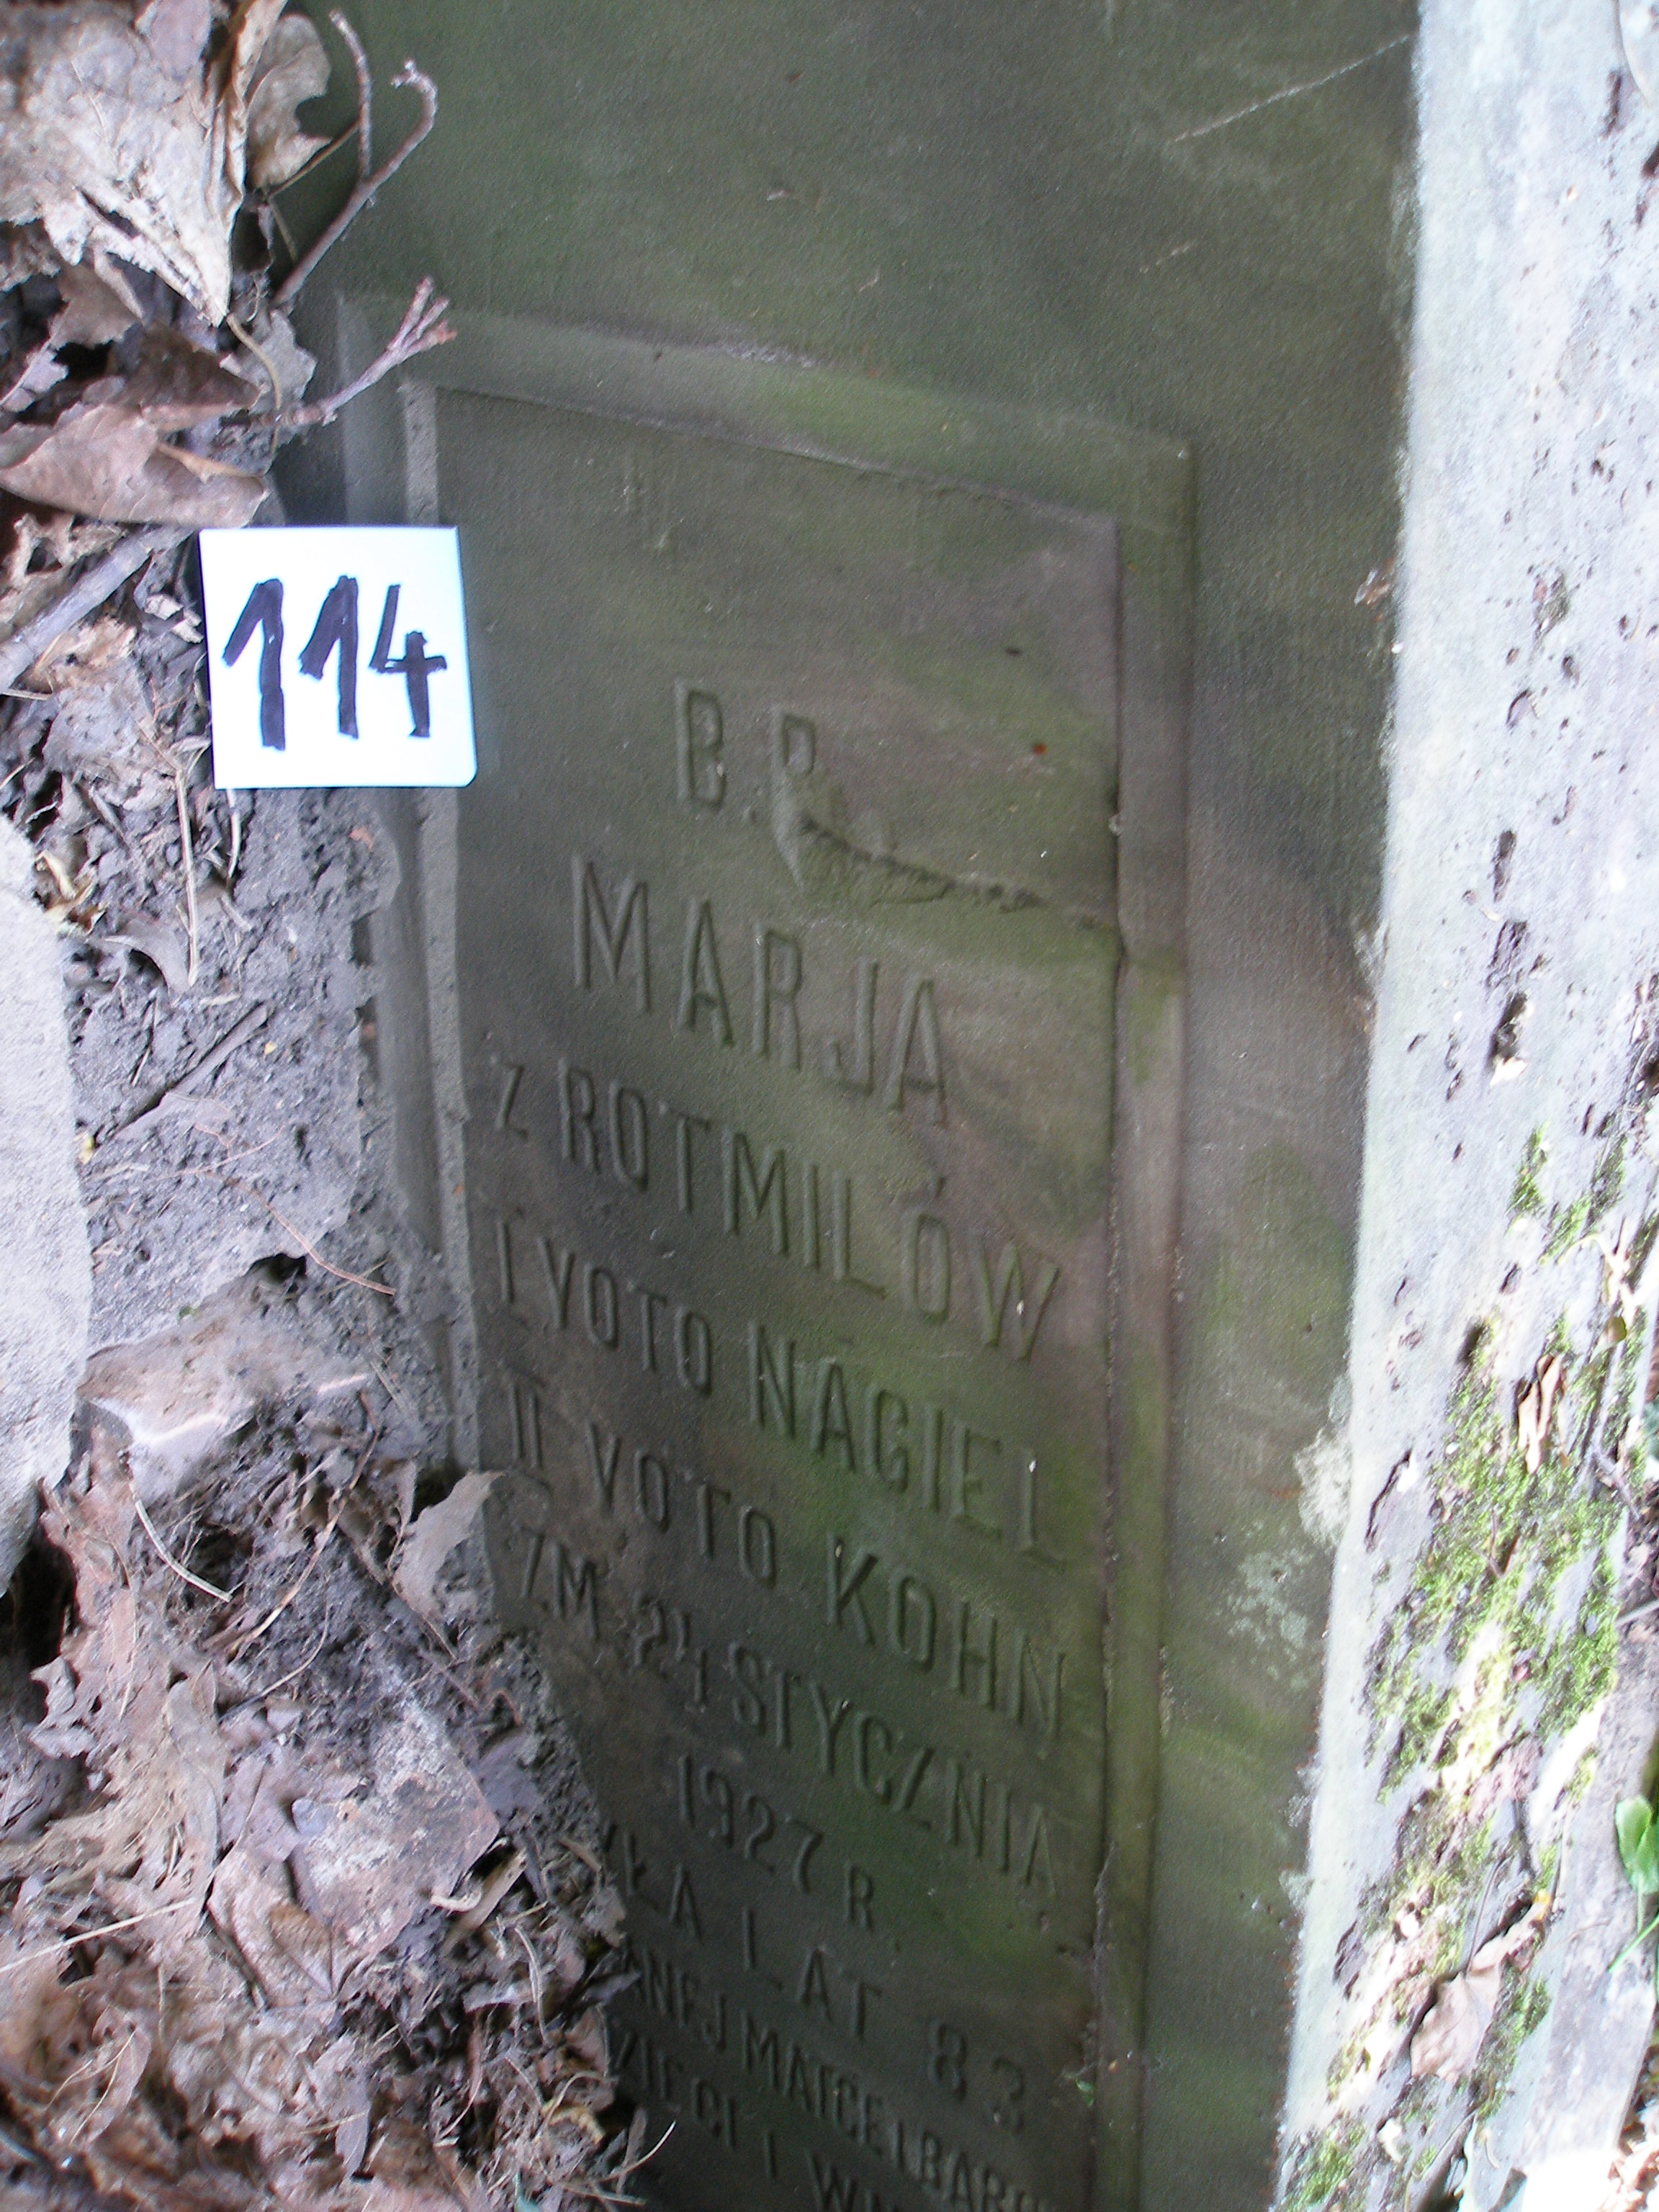 114
B.P.
MARJA
Z ROTMILÓW
I VOTO NAGIEL
II VOTO KOHN
ZM. 24 STYCZNIA
1927 R.
LAT 83
I